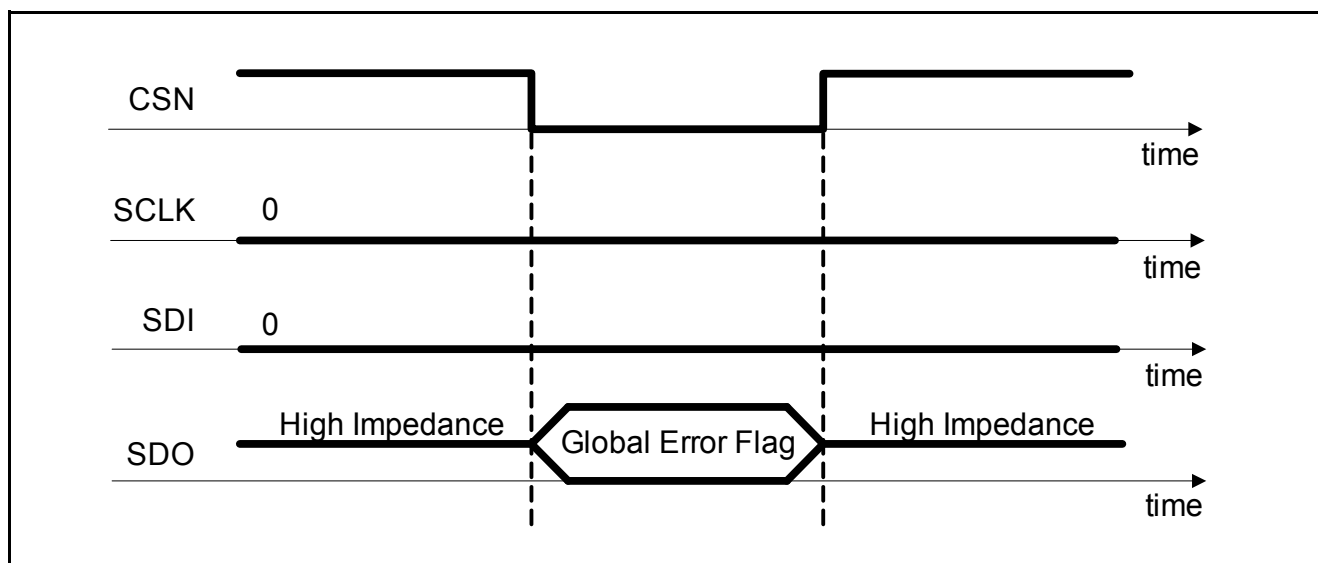 CSN
time
SCLK
0
time
SDI
0
time
High Impedance
Global Error Flag
High Impedance
SDO
time